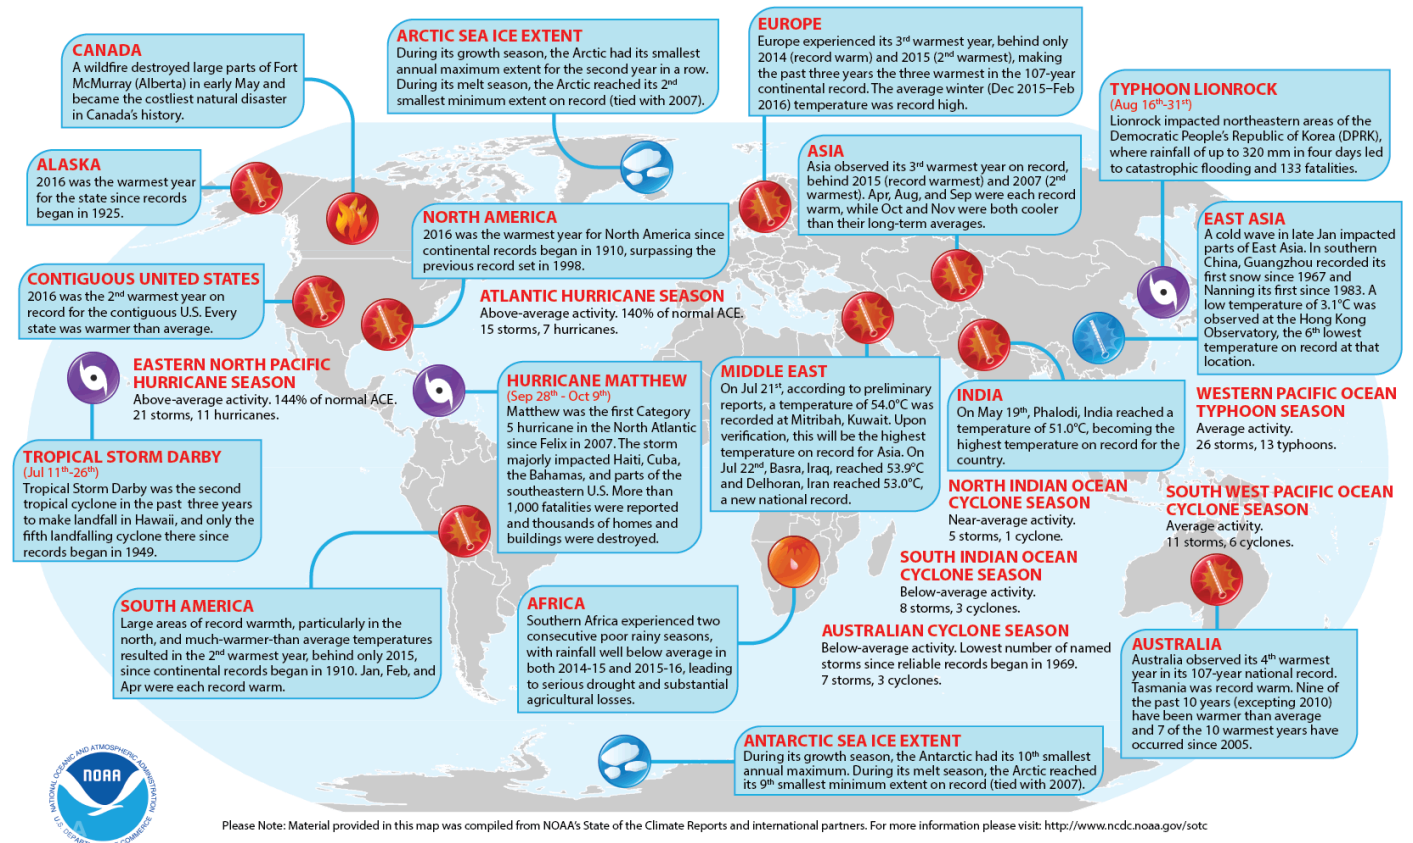 CANADA
A wildfire destroyed large parts of Fort
McMurray (Alberta) in early May and
became the costliest natural disaster
in Canada's history.
ARCTIC SEA ICE EXTENT
During its growth season, the Arctic had its smallest
annual maximum extent for the second year in a row.
During its melt season, the Arctic reached its 2nd
smallest minimum extent on record (tied with 2007).
EUROPE
Europe experienced its 3rd warmest year, behind only
2014 (record warm) and 2015 (2nd warmest), making
the past three years the three warmest in the 107-year
continental record. The average winter (Dec 2015–Feb
2016) temperature was record high.
TYPHOON LIONROCK
(Aug 16th-31st)
Lionrock impacted northeastern areas of the
Democratic People's Republic of Korea (DPRK),
where rainfall of up to 320 mm in four days led
to catastrophic flooding and 133 fatalities.
ALASKA
2016 was the warmest year
for the state since records
began in 1925.
ASIA
Asia observed its 3rd warmest year on record,
behind 2015 (record warmest) and 2007 (2nd
warmest). Apr, Aug, and Sep were each record
warm, while Oct and Nov were both cooler
than their long-term averages.
NORTH AMERICA
2016 was the warmest year for North America since
continental records began in 1910, surpassing the
previous record set in 1998.
EAST ASIA
A cold wave in late Jan impacted
parts of East Asia. In southern
China, Guangzhou recorded its
first snow since 1967 and
Nanning its first since 1983. A
low temperature of 3.1°C was
observed at the Hong Kong
Observatory, the 6th lowest
temperature on record at that
location.
CONTIGUOUS UNITED STATES
2016 was the 2nd warmest year on
record for the contiguous U.S. Every
state was warmer than average.
ATLANTIC HURRICANE SEASON
Above-average activity. 140% of normal ACE.
15 storms, 7 hurricanes.
EASTERN NORTH PACIFIC
HURRICANE SEASON
Above-average activity. 144% of normal ACE.
21 storms, 11 hurricanes.
HURRICANE MATTHEW
(Sep 28th - Oct 9th)
Matthew was the first Category
5 hurricane in the North Atlantic
since Felix in 2007. The storm
majorly impacted Haiti, Cuba,
the Bahamas, and parts of the
southeastern U.S. More than
1,000 fatalities were reported
and thousands of homes and
buildings were destroyed.
MIDDLE EAST
On Jul 21st, according to preliminary
reports, a temperature of 54.0°C was
recorded at Mitribah, Kuwait. Upon
verification, this will be the highest
temperature on record for Asia. On
Jul 22nd, Basra, Iraq, reached 53.9°C
and Delhoran, Iran reached 53.0°C,
a new national record.
INDIA
On May 19th, Phalodi, India reached a
temperature of 51.0°C, becoming the
highest temperature on record for the
country.
WESTERN PACIFIC OCEAN
TYPHOON SEASON
Average activity.
26 storms, 13 typhoons.
TROPICAL STORM DARBY
(Jul 11th-26th)
Tropical Storm Darby was the second
tropical cyclone in the past three years
to make landfall in Hawaii, and only the
fifth landfalling cyclone there since
records began in 1949.
NORTH INDIAN OCEAN
CYCLONE SEASON
Near-average activity.
5 storms, 1 cyclone.
SOUTH WEST PACIFIC OCEAN
CYCLONE SEASON
Average activity.
11 storms, 6 cyclones.
SOUTH INDIAN OCEAN
CYCLONE SEASON
Below-average activity.
8 storms, 3 cyclones.
SOUTH AMERICA
Large areas of record warmth, particularly in the
north, and much-warmer-than average temperatures
resulted in the 2nd warmest year, behind only 2015,
since continental records began in 1910. Jan, Feb, and
Apr were each record warm.
AFRICA
Southern Africa experienced two
consecutive poor rainy seasons,
with rainfall well below average in
both 2014-15 and 2015-16, leading
to serious drought and substantial
agricultural losses.
AUSTRALIAN CYCLONE SEASON
Below-average activity. Lowest number of named
storms since reliable records began in 1969.
7 storms, 3 cyclones.
AUSTRALIA
Australia observed its 4th warmest
year in its 107-year national record.
Tasmania was record warm. Nine of
the past 10 years (excepting 2010)
have been warmer than average
and 7 of the 10 warmest years have
occurred since 2005.
ANTARCTIC SEA ICE EXTENT
During its growth season, the Antarctic had its 10th smallest
annual maximum. During its melt season, the Arctic reached
its 9th smallest minimum extent on record (tied with 2007).
NATIONAL OCEANIC AND ATMOSPHERIC ADMINISTRATION
NOAA
Please Note: Material provided in this map was compiled from NOAA's State of the Climate Reports and international partners. For more information please visit: http://www.ncdc.noaa.gov/sotc